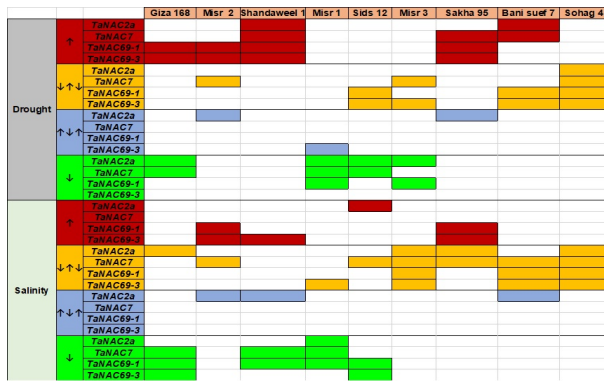 Giza 168 Misr 2 Shandaweel 1 Misr 1 Sids 12 Misr 3 Sakha 95 Bani suef 7 Sohag 4
Drought
↑
TaNAC2a
TaNAC7
TaNAC69-1
TaNAC69-3
↓↑↓
TaNAC2a
TaNAC7
TaNAC69-1
TaNAC69-3
↑↓↑
TaNAC2a
TaNAC7
TaNAC69-1
TaNAC69-3
↓
TaNAC2a
TaNAC7
TaNAC69-1
TaNAC69-3
Salinity
↑
TaNAC2a
TaNAC7
TaNAC69-1
TaNAC69-3
↓↑↓
TaNAC2a
TaNAC7
TaNAC69-1
TaNAC69-3
↑↓↑
TaNAC2a
TaNAC7
TaNAC69-1
TaNAC69-3
↓
TaNAC2a
TaNAC7
TaNAC69-1
TaNAC69-3